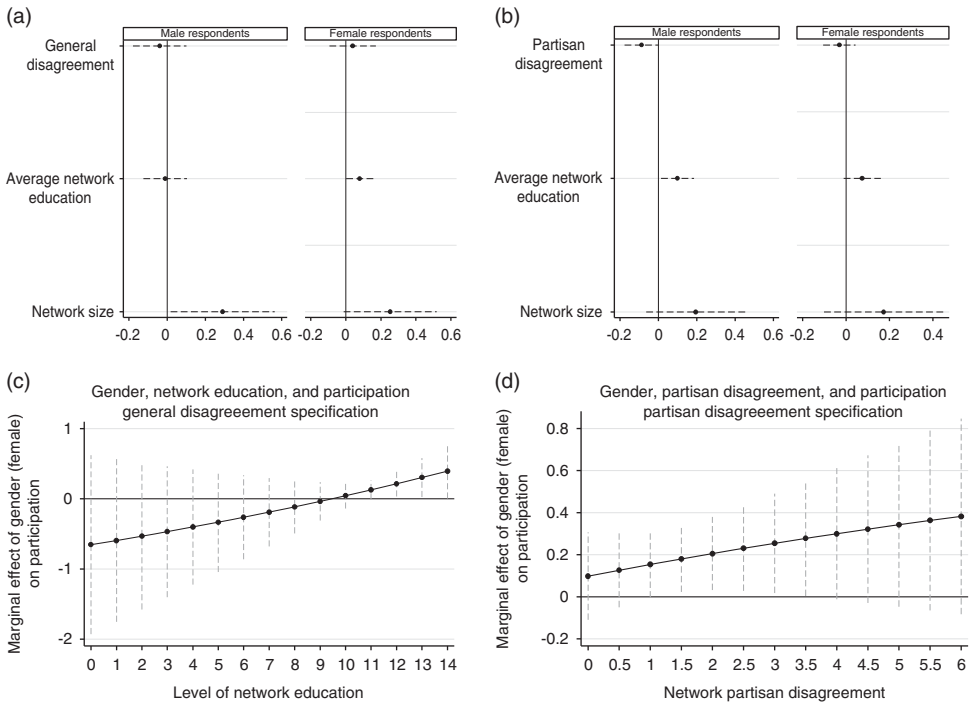 (a)
Male respondents
Female respondents
General
disagreement
Average network
education
Network size
-0.2 0 0.2 0.4 0.6
-0.2 0 0.2 0.4 0.6
(b)
Male respondents
Female respondents
Partisan
disagreement
Average network
education
Network size
-0.2 0 0.2 0.4
-0.2 0 0.2 0.4
(c)
Gender, network education, and participation
general disagreeement specification
Marginal effect of gender (female)
on participation
1
0
-1
-2
0 1 2 3 4 5 6 7 8 9 10 11 12 13 14
Level of network education
(d)
Gender, partisan disagreement, and participation
partisan disagreeement specification
Marginal effect of gender (female)
on participation
0.8
0.6
0.4
0.2
0
-0.2
0 0.5 1 1.5 2 2.5 3 3.5 4 4.5 5 5.5 6
Network partisan disagreement